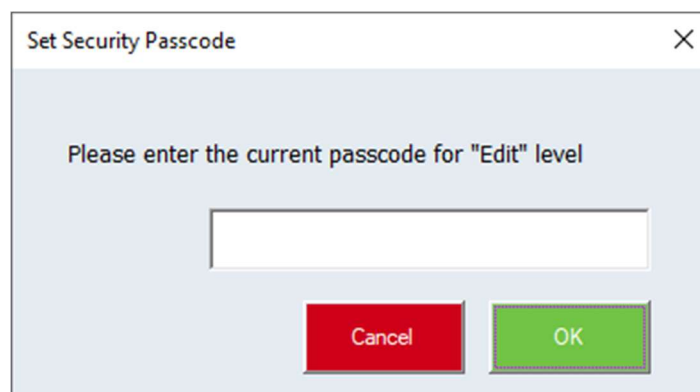 Set Security Passcode
Please enter the current passcode for "Edit" level
Cancel
OK